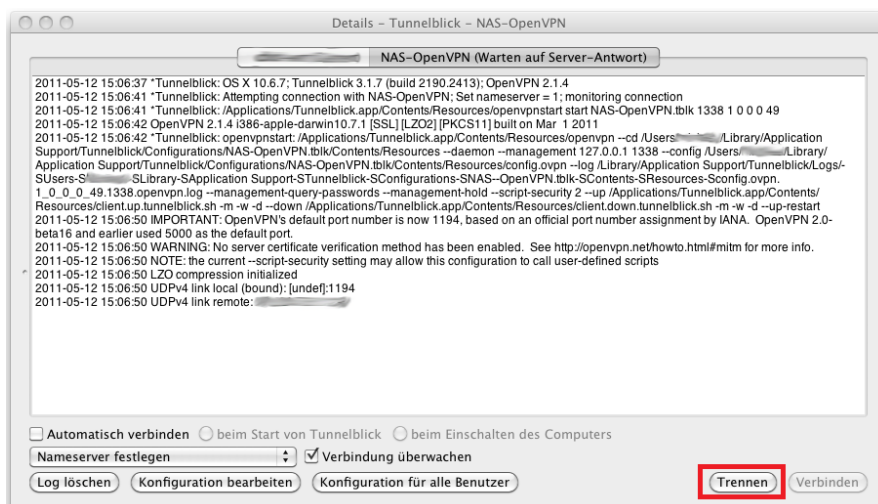 Details - Tunnelblick - NAS-OpenVPN
NAS-OpenVPN (Warten auf Server-Antwort)
2011-05-12 15:06:37 *Tunnelblick: OS X 10.6.7; Tunnelblick 3.1.7 (build 2190.2413); OpenVPN 2.1.4
2011-05-12 15:06:41 *Tunnelblick: Attempting connection with NAS-OpenVPN; Set nameserver = 1; monitoring connection
2011-05-12 15:06:41 *Tunnelblick: /Applications/Tunnelblick.app/Contents/Resources/openvpnstart start NAS-OpenVPN.tblk 1338 1 0 0 0 49
2011-05-12 15:06:42 OpenVPN 2.1.4 i386-apple-darwin10.7.1 [SSL] [LZO2] [PKCS11] built on Mar 1 2011
2011-05-12 15:06:42 *Tunnelblick: openvpnstart: /Applications/Tunnelblick.app/Contents/Resources/openvpn --cd /Users /Library/Application
Support/Tunnelblick/Configurations/NAS-OpenVPN.tblk/Contents/Resources --daemon --management 127.0.0.1 1338 --config /Users/ /Library/
Application Support/Tunnelblick/Configurations/NAS-OpenVPN.tblk/Contents/Resources/config.ovpn --log /Library/Application Support/Tunnelblick/Logs/-
SUsers-S SLibrary-SApplication Support-STunnelblick-SConfigurations-SNAS--OpenVPN.tblk-SContents-SResources-Sconfig.ovpn.
1_0_0_0_49.1338.openvpn.log --management-query-passwords --management-hold --script-security 2 --up /Applications/Tunnelblick.app/Contents/
Resources/client.up.tunnelblick.sh -m -w -d --down /Applications/Tunnelblick.app/Contents/Resources/client.down.tunnelblick.sh -m -w -d --up-restart
2011-05-12 15:06:50 IMPORTANT: OpenVPN's default port number is now 1194, based on an official port number assignment by IANA. OpenVPN 2.0-
beta16 and earlier used 5000 as the default port.
2011-05-12 15:06:50 WARNING: No server certificate verification method has been enabled. See http://openvpn.net/howto.html#mitm for more info.
2011-05-12 15:06:50 NOTE: the current --script-security setting may allow this configuration to call user-defined scripts
2011-05-12 15:06:50 LZO compression initialized
2011-05-12 15:06:50 UDPv4 link local (bound): [undef]:1194
2011-05-12 15:06:50 UDPv4 link remote:
Automatisch verbinden beim Start von Tunnelblick beim Einschalten des Computers
Nameserver festlegen Verbindung überwachen
Log löschen Konfiguration bearbeiten Konfiguration für alle Benutzer Trennen Verbinden